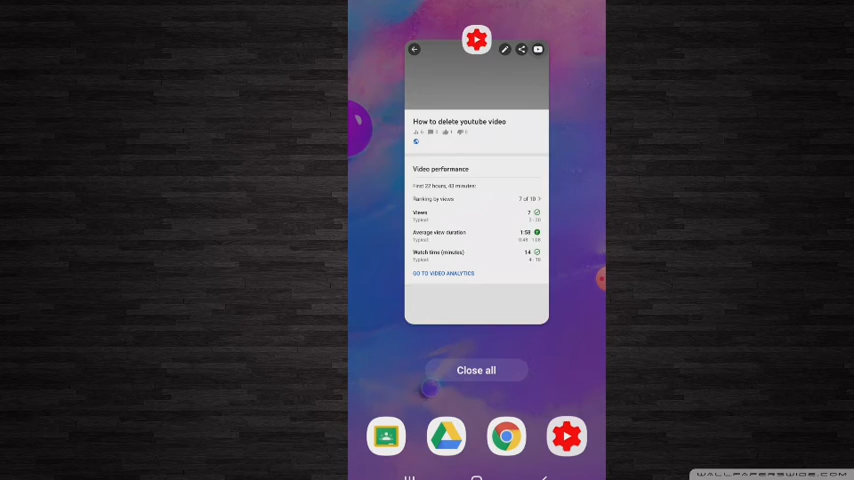 How to delete youtube video
Video performance
First 22 hours, 43 minutes:
Ranking by views 7 of 10
Views 7
Typical
Average view duration 1:53
Typical
Watch time (minutes) 14
Typical
GO TO VIDEO ANALYTICS
Close all
WALLPAPERSWIDE.COM